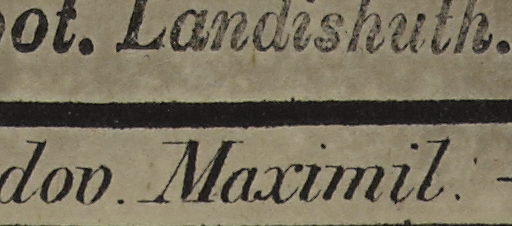 ot. Landishuth.
dov. Maximil. -